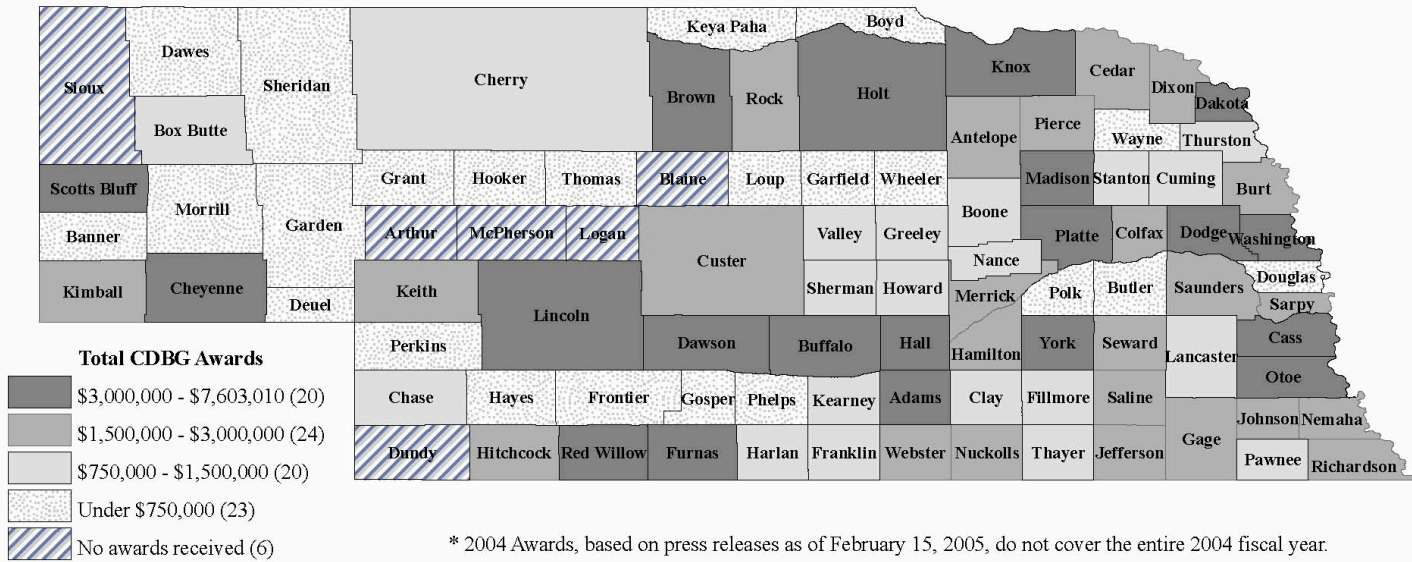 Keya Paha
Boyd
Dawes
Sioux
Sheridan
Cherry
Brown
Rock
Holt
Knox
Cedar
Dixon
Dakota
Box Butte
Antelope
Pierce
Wayne
Thurston
Scotts Bluff
Morrill
Grant
Hooker
Thomas
Blaine
Loup
Garfield
Wheeler
Madison
Stanton
Cuming
Burt
Banner
Garden
Arthur
McPherson
Logan
Custer
Valley
Greeley
Boone
Platte
Colfax
Dodge
Washington
Kimball
Cheyenne
Deuel
Keith
Lincoln
Sherman
Howard
Nance
Merrick
Polk
Butler
Saunders
Douglas
Sarpy
Perkins
Dawson
Buffalo
Hall
Hamilton
York
Seward
Lancaster
Cass
Otoe
Chase
Hayes
Frontier
Gosper
Phelps
Kearney
Adams
Clay
Fillmore
Saline
Gage
Johnson
Nemaha
Dundy
Hitchcock
Red Willow
Furnas
Harlan
Franklin
Webster
Nuckolls
Thayer
Jefferson
Pawnee
Richardson
Total CDBG Awards
$3,000,000 - $7,603,010 (20)
$1,500,000 - $3,000,000 (24)
$750,000 - $1,500,000 (20)
Under $750,000 (23)
No awards received (6)
* 2004 Awards, based on press releases as of February 15, 2005, do not cover the entire 2004 fiscal year.